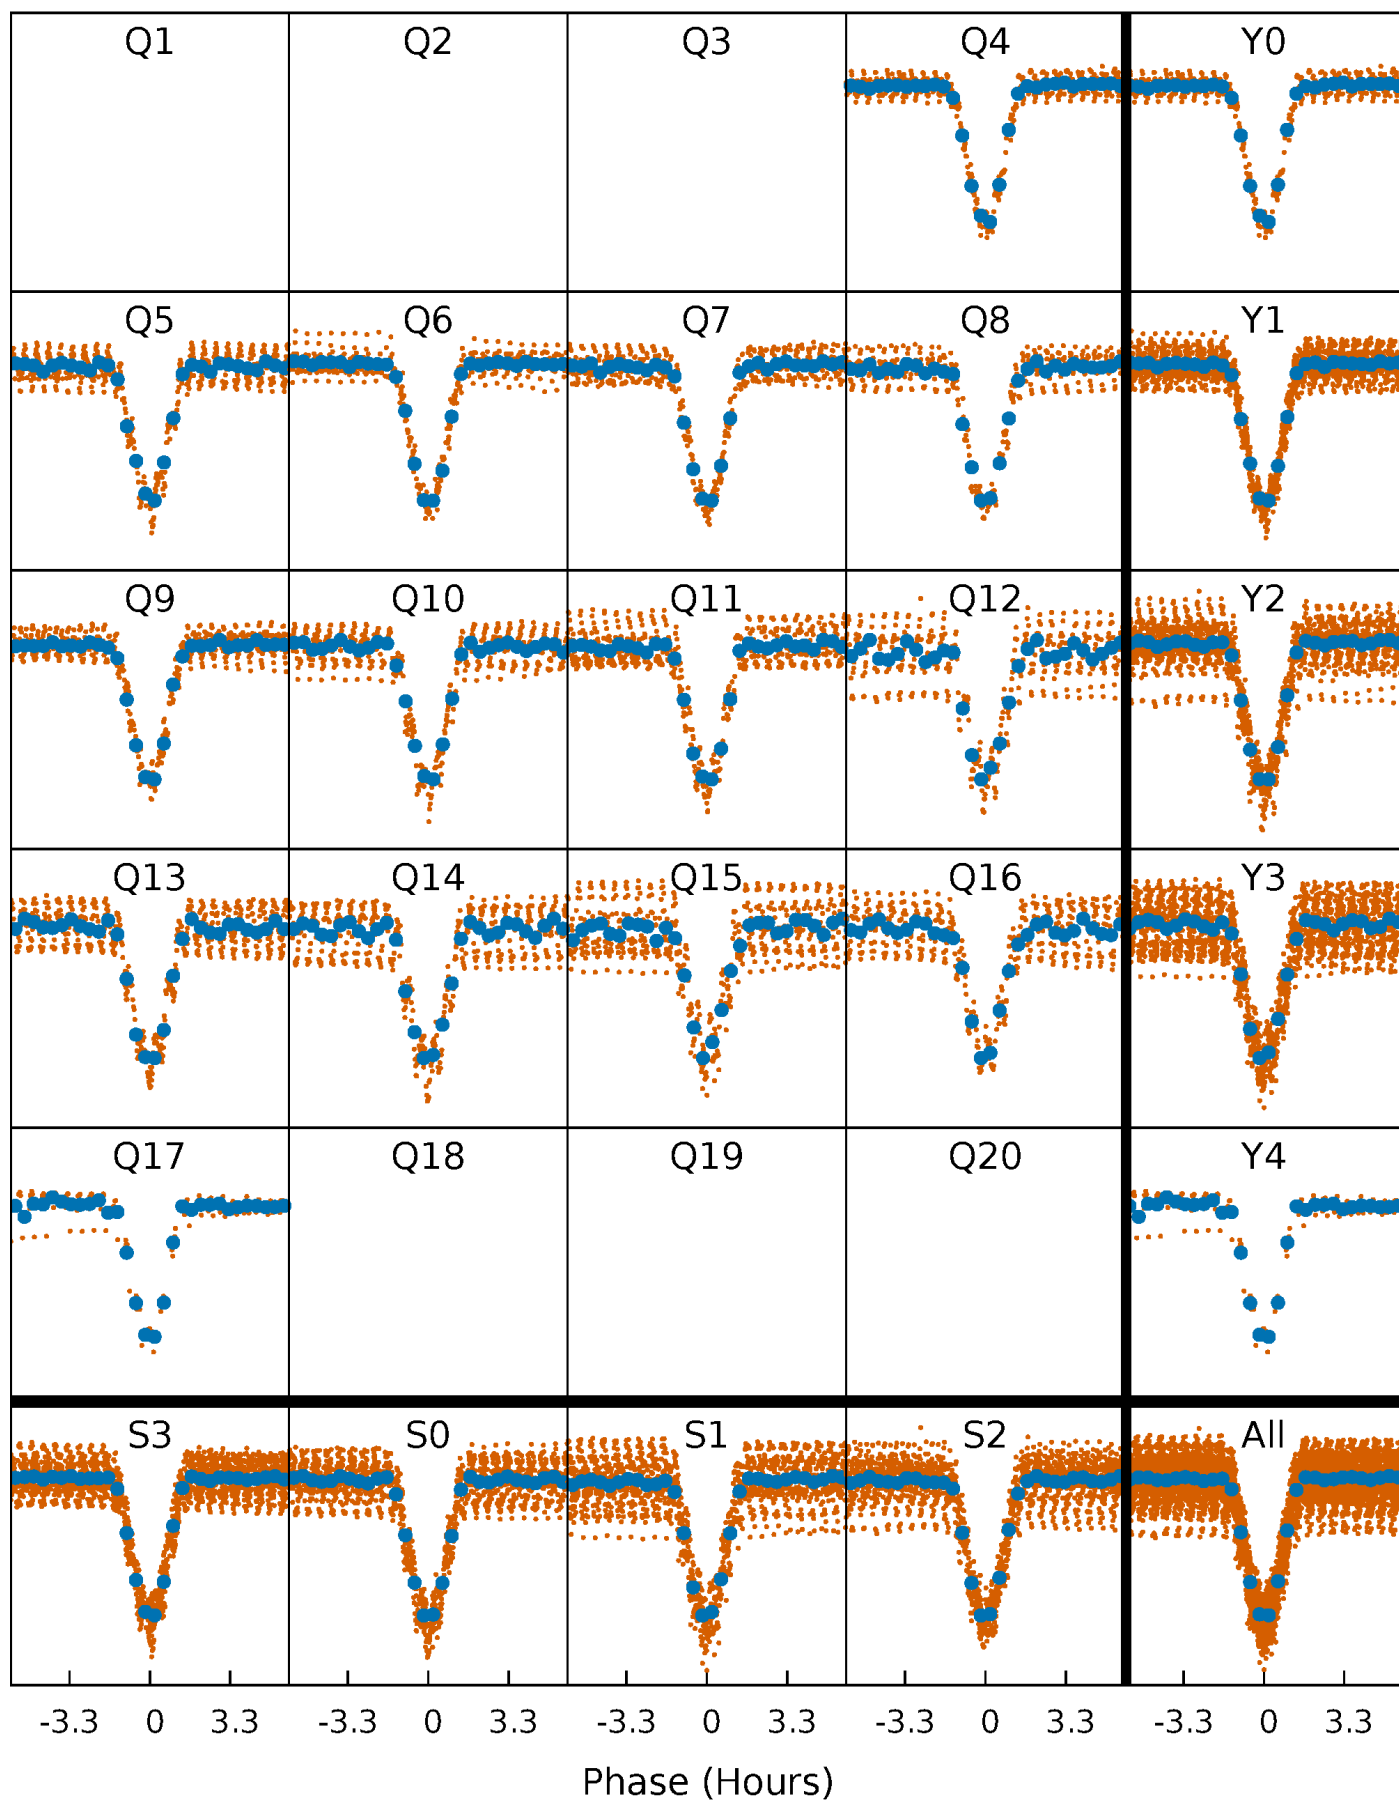 Q1 Q2 Q3 Q4 Y0
Q5 Q6 Q7 Q8 Y1
Q9 Q10 Q11 Q12 Y2
Q13 Q14 Q15 Q16 Y3
Q17 Q18 Q19 Q20 Y4
S3 S0 S1 S2 All
-3.3 0 3.3 -3.3 0 3.3 -3.3 0 3.3 -3.3 0 3.3 -3.3 0 3.3
Phase (Hours)